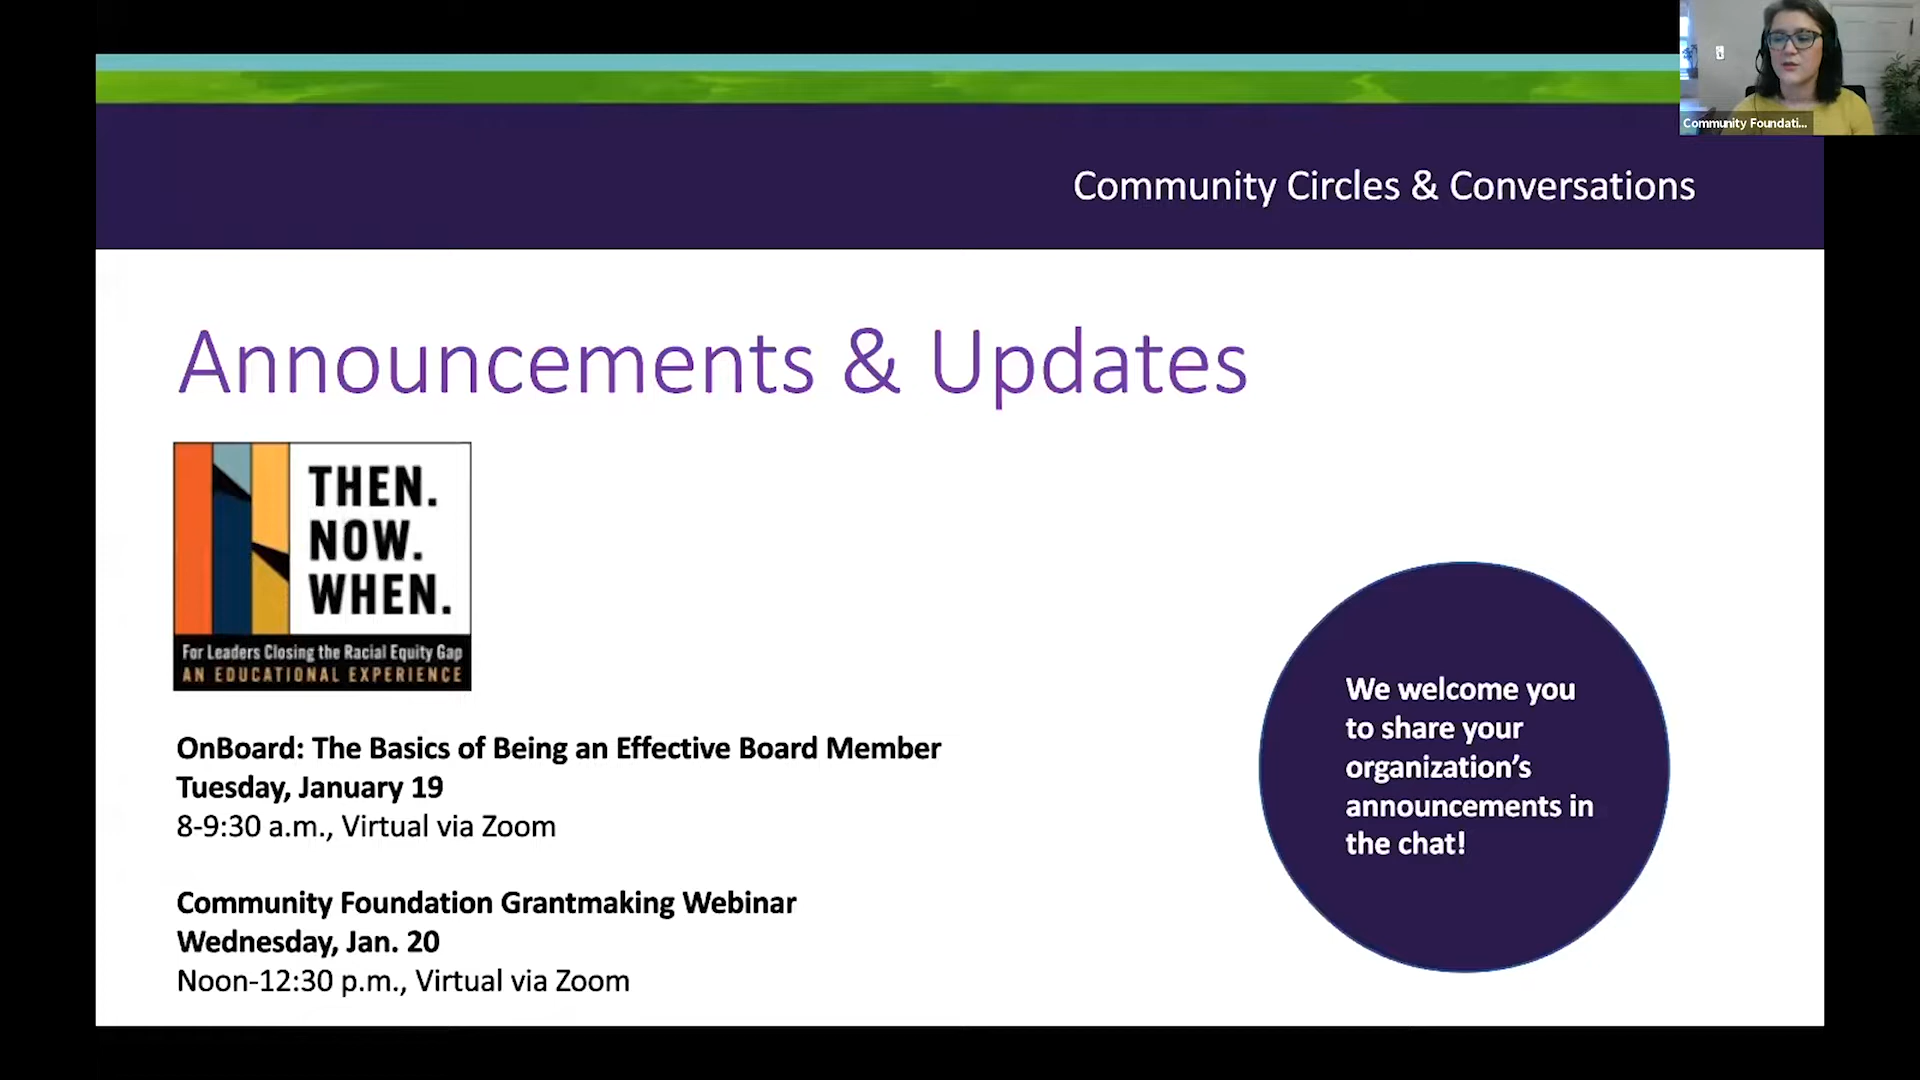 Community Foundati...
Community Circles & Conversations
Announcements & Updates
THEN.
NOW.
WHEN.
For Leaders Closing the Racial Equity Gap
AN EDUCATIONAL EXPERIENCE
OnBoard: The Basics of Being an Effective Board Member
Tuesday, January 19
8-9:30 a.m., Virtual via Zoom
Community Foundation Grantmaking Webinar
Wednesday, Jan. 20
Noon-12:30 p.m., Virtual via Zoom
We welcome you
to share your
organization’s
announcements in
the chat!